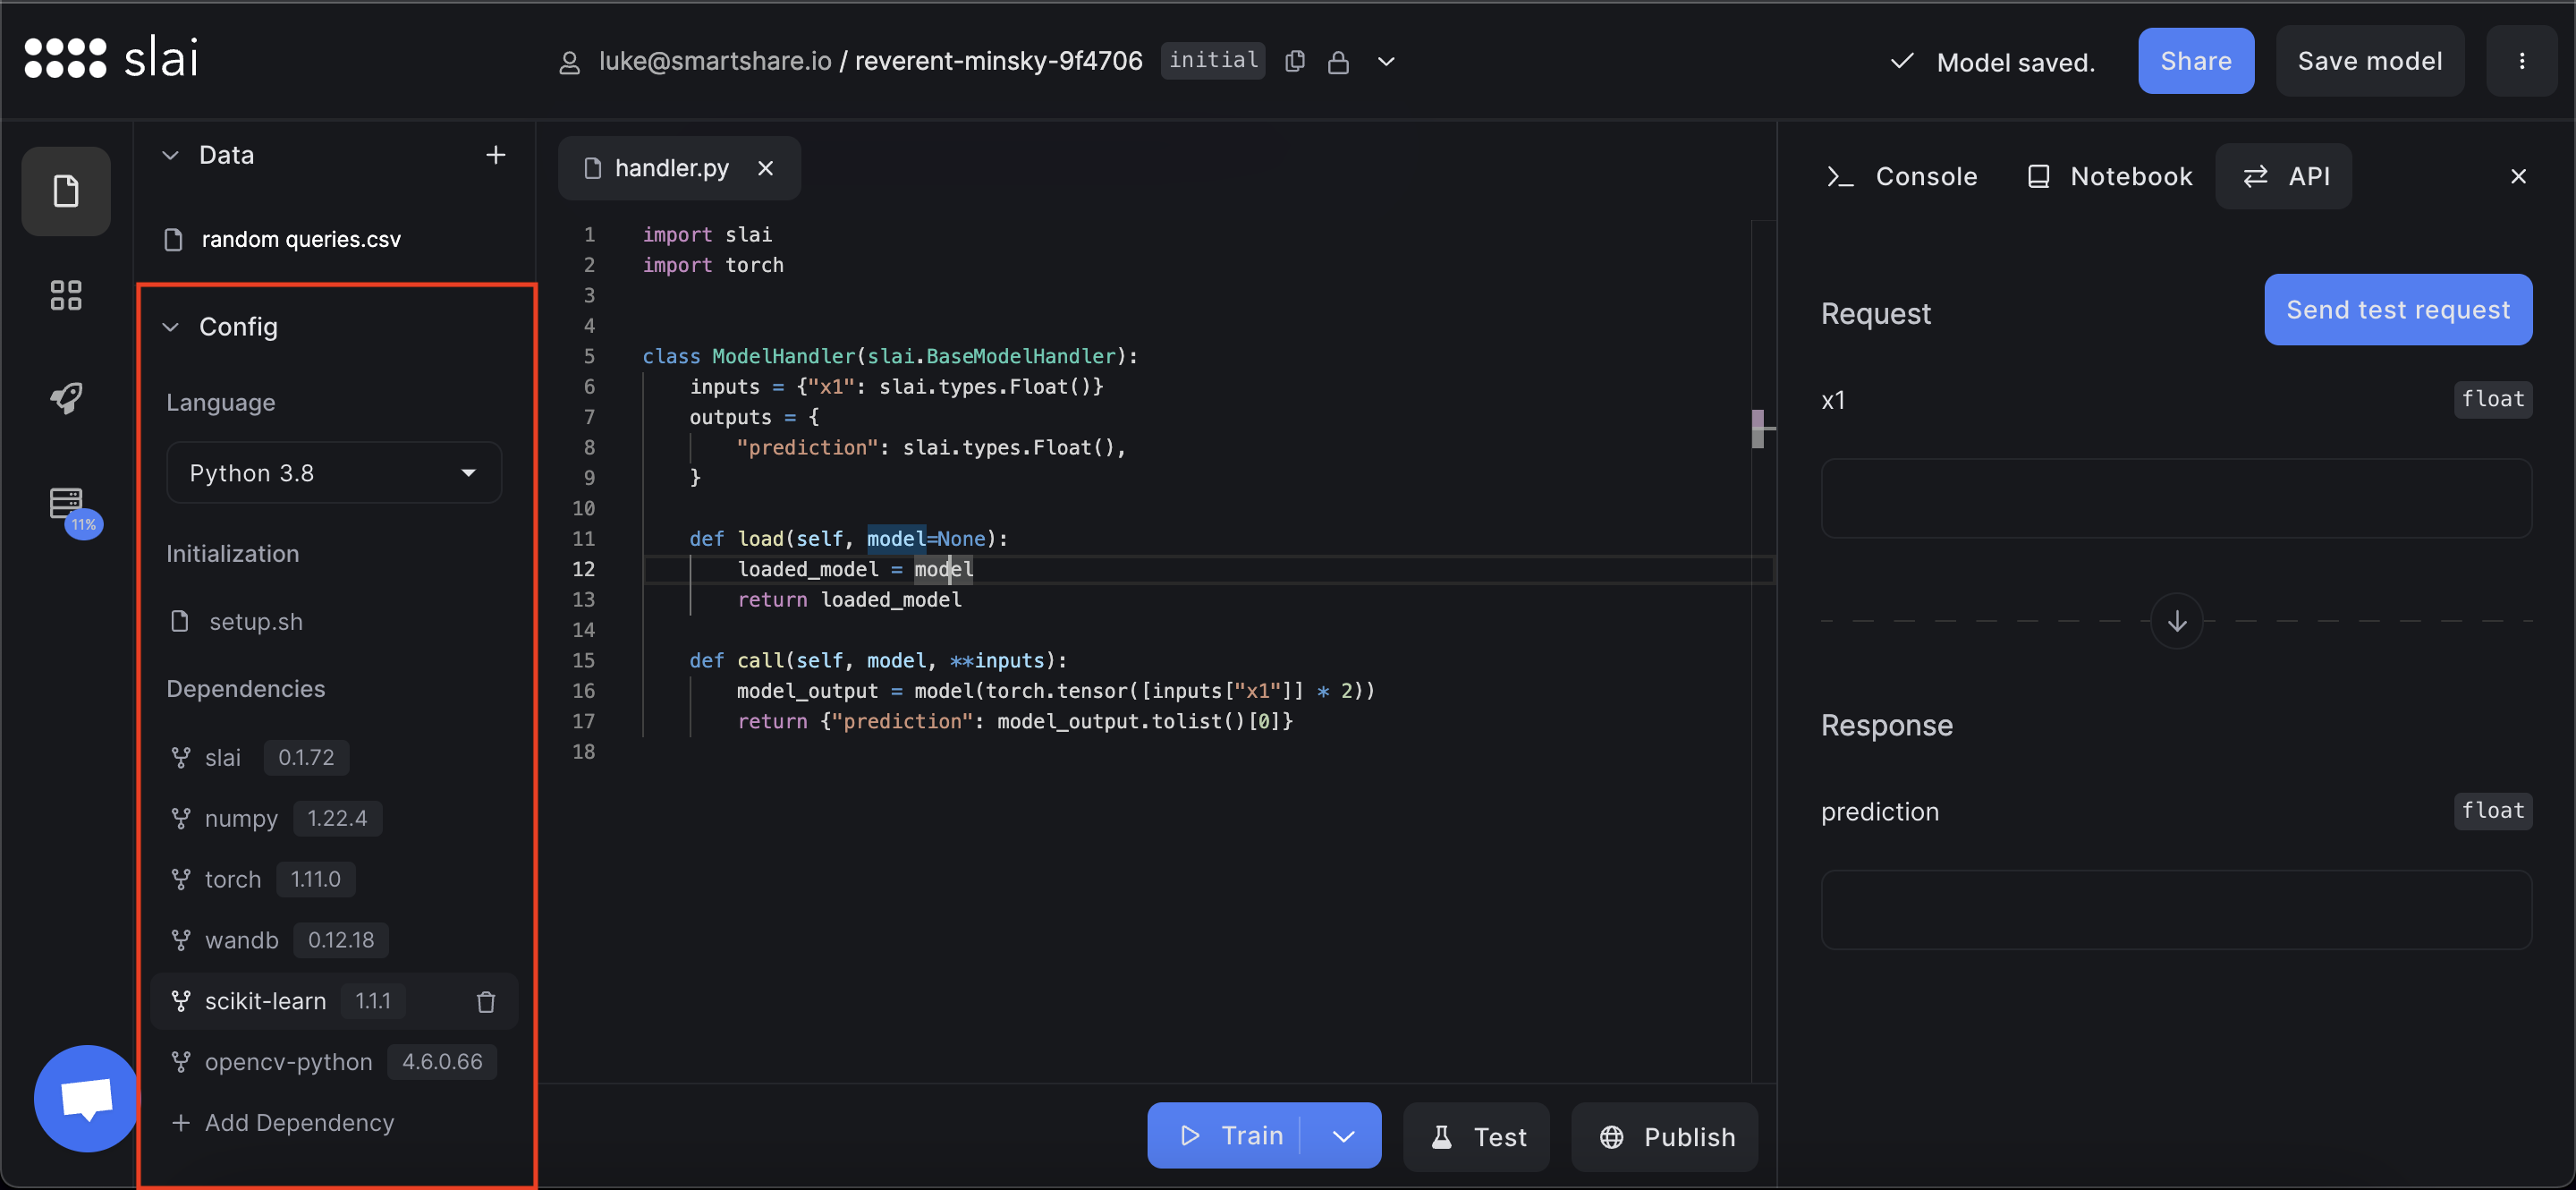 slai
luke@smartshare.io / reverent-minsky-9f4706 initial
Model saved.
Share
Save model
Data
random queries.csv
Config
Language
Python 3.8
11%
Initialization
setup.sh
Dependencies
slai 0.1.72
numpy 1.22.4
torch 1.11.0
wandb 0.12.18
scikit-learn 1.1.1
opencv-python 4.6.0.66
+ Add Dependency
handler.py
1 import slai
2 import torch
3
4
5 class ModelHandler(slai.BaseModelHandler):
6 inputs = {"x1": slai.types.Float()}
7 outputs = {
8 "prediction": slai.types.Float(),
9 }
10
11 def load(self, model=None):
12 loaded_model = model
13 return loaded_model
14
15 def call(self, model, **inputs):
16 model_output = model(torch.tensor([inputs["x1"]] * 2))
17 return {"prediction": model_output.tolist()[0]}
18
Train
Test
Publish
Console
Notebook
API
Request
Send test request
x1 float
Response
prediction float